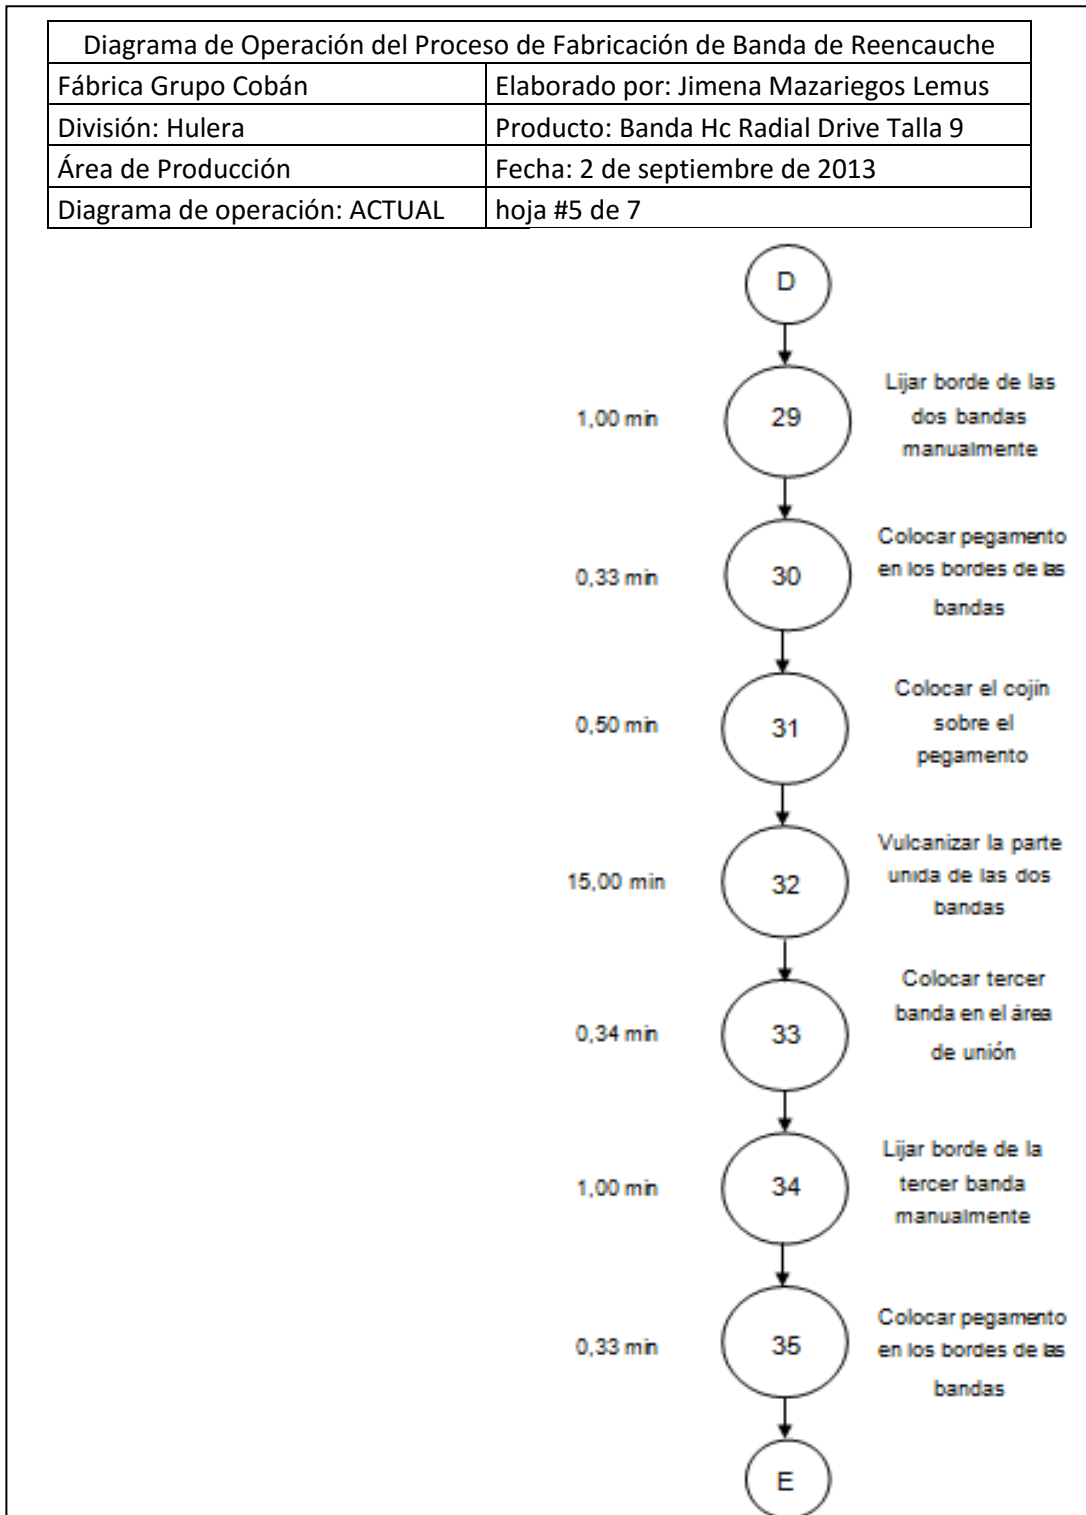 Diagrama de Operación del Proceso de Fabricación de Banda de Reencauche
Fábrica Grupo Cobán
Elaborado por: Jimena Mazariegos Lemus
División: Hulera
Producto: Banda Hc Radial Drive Talla 9
Área de Producción
Fecha: 2 de septiembre de 2013
Diagrama de operación: ACTUAL
hoja #5 de 7
D
1,00 min
29
Lijar borde de las
dos bandas
manualmente
0,33 min
30
Colocar pegamento
en los bordes de las
bandas
0,50 min
31
Colocar el cojín
sobre el
pegamento
15,00 min
32
Vulcanizar la parte
unida de las dos
bandas
0,34 min
33
Colocar tercer
banda en el área
de unión
1,00 min
34
Lijar borde de la
tercer banda
manualmente
0,33 min
35
Colocar pegamento
en los bordes de las
bandas
E